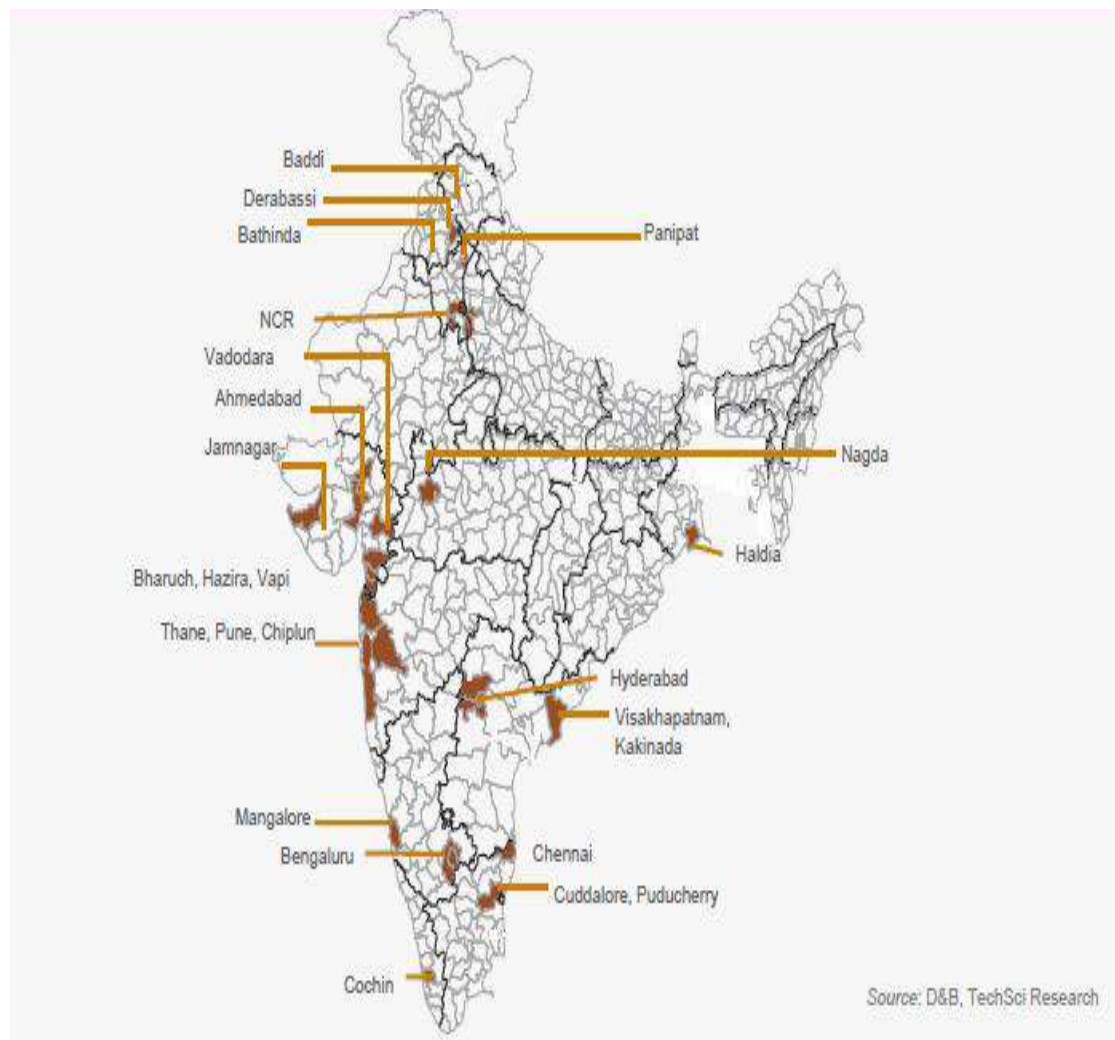 Baddi
Derabassi
Bathinda
Panipat
NCR
Vadodara
Ahmedabad
Jamnagar
Nagda
Haldia
Bharuch, Hazira, Vapi
Thane, Pune, Chiplun
Hyderabad
Visakhapatnam,
Kakinada
Mangalore
Bengaluru
Chennai
Cuddalore, Puducherry
Cochin
Source: D&B, TechSci Research